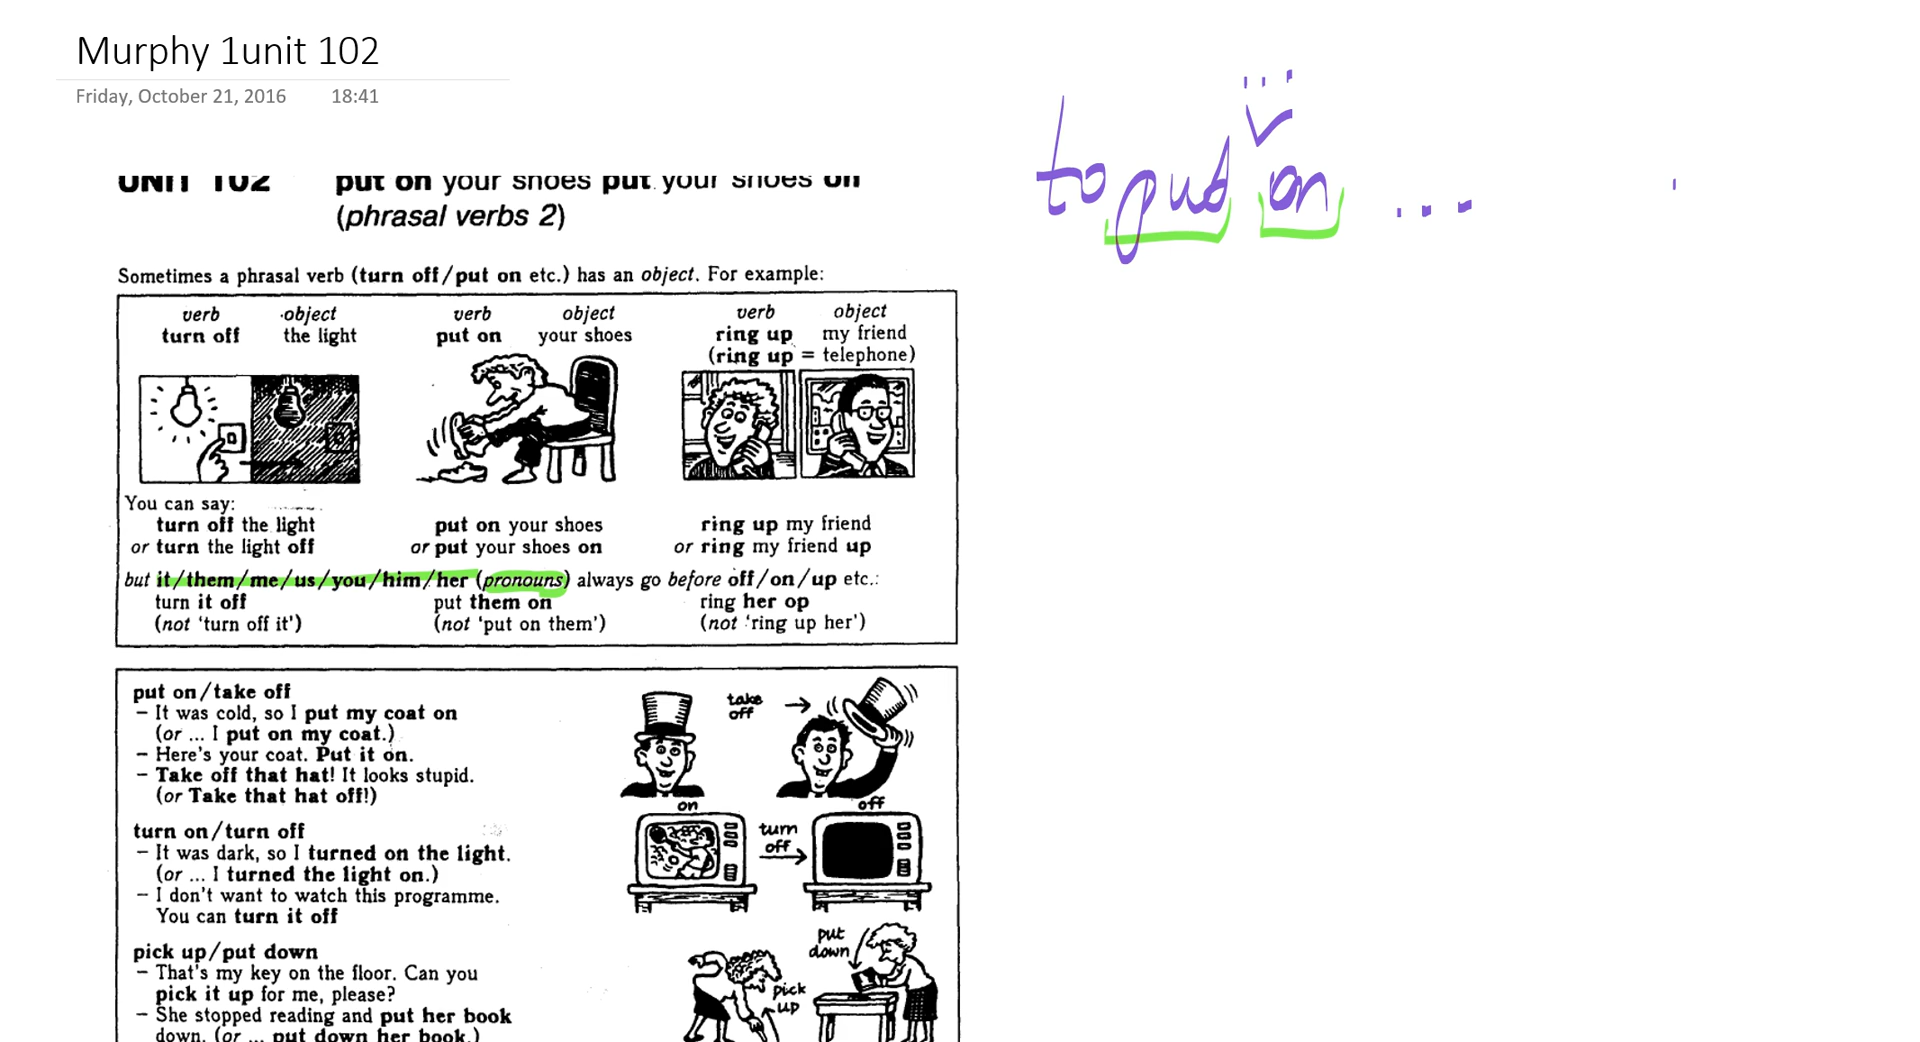 Murphy 1unit 102
Friday, October 21, 2016 18:41
UNIT 102 put on your shoes put your shoes on
(phrasal verbs 2)
to put on ...
...
Sometimes a phrasal verb (turn off/put on etc.) has an object. For example:
verb object verb object verb object
turn off the light put on your shoes ring up my friend
(ring up = telephone)
You can say:
turn off the light put on your shoes ring up my friend
or turn the light off or put your shoes on or ring my friend up
but it/them/me/us/you/him/her (pronouns) always go before off/on/up etc.:
turn it off put them on ring her op
(not 'turn off it') (not 'put on them') (not 'ring up her')
put on/take off
– It was cold, so I put my coat on
(or ... I put on my coat.)
– Here's your coat. Put it on.
– Take off that hat! It looks stupid.
(or Take that hat off!)
take
off
turn on/turn off
– It was dark, so I turned on the light.
(or ... I turned the light on.)
– I don't want to watch this programme.
You can turn it off
on off
turn
off
pick up/put down
– That's my key on the floor. Can you
pick it up for me, please?
– She stopped reading and put her book
down. (or ... put down her book.)
put
down
pick
up